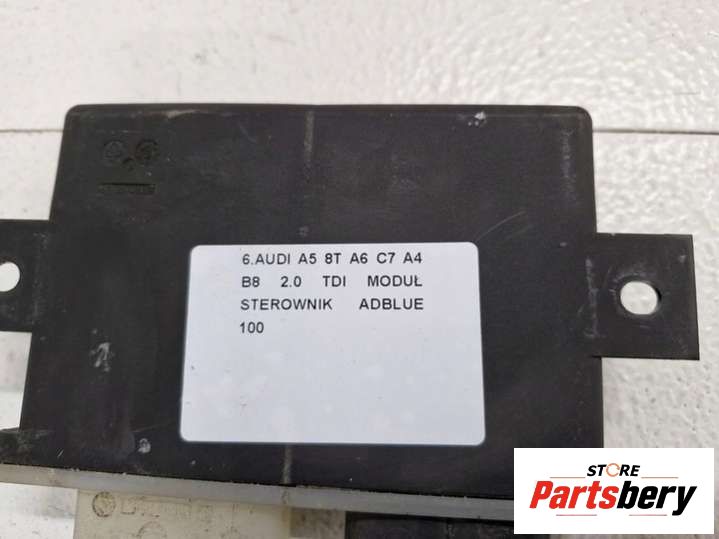 6.AUDI A5 8T A6 C7 A4
B8 2.0 TDI MODUŁ
STEROWNIK ADBLUE
100
STORE
Partsbery